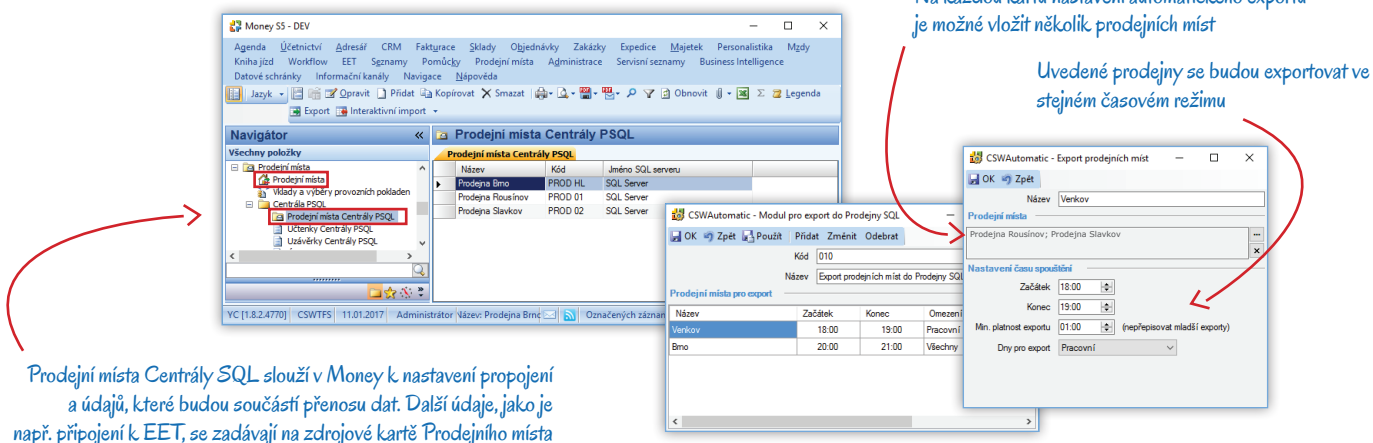 Na každou kartu nastavení automatického exportu
je možné vložit několik prodejních míst
Uvedené prodejny se budou exportovat ve
stejném časovém režimu
Money S5 - DEV
Agenda Účetnictví Adresář CRM Fakturace Sklady Objednávky Zakázky Expedice Majetek Personalistika Mzdy
Kniha jízd Workflow EET Seznamy Pomůcky Prodejní místa Administrace Servisní seznamy Business Intelligence
Datové schránky Informační kanály Navigace Nápověda
Jazyk Opravit Přidat Kopírovat Smazat Obnovit Σ Legenda
Export Interaktivní import
Navigátor «
Všechny položky
Prodejní místa
Prodejní místa
Vklady a výběry provozních pokladen
Centrála PSQL
Prodejní místa Centrály PSQL
Účtenky Centrály PSQL
Uzávěrky Centrály PSQL
Prodejní místa Centrály PSQL
Prodejní místa Centrály PSQL
Název Kód Jméno SQL serveru
Prodejna Brno PROD HL SQL Server
Prodejna Rousínov PROD 01 SQL Server
Prodejna Slavkov PROD 02 SQL Server
YC [1.8.2.4770] CSWTFS 11.01.2017 Administrátor Název: Prodejna Brno Označených záznam
CSWAutomatic - Modul pro export do Prodejny SQL
OK Zpět Použít Přidat Změnit Odebrat
Kód 010
Název Export prodejních míst do Prodejny SQL
Prodejní místa pro export
Název Začátek Konec Omezení
Venkov 18:00 19:00 Pracovní
Brno 20:00 21:00 Všechny
CSWAutomatic - Export prodejních míst
OK Zpět
Název Venkov
Prodejní místa
Prodejna Rousínov; Prodejna Slavkov
Nastavení času spouštění
Začátek 18:00
Konec 19:00
Min. platnost exportu 01:00 (nepřepisovat mladší exporty)
Dny pro export Pracovní
Prodejní místa Centrály SQL slouží v Money k nastavení propojení
a údajů, které budou součástí přenosu dat. Další údaje, jako je
např. připojení k EET, se zadávají na zdrojové kartě Prodejního místa